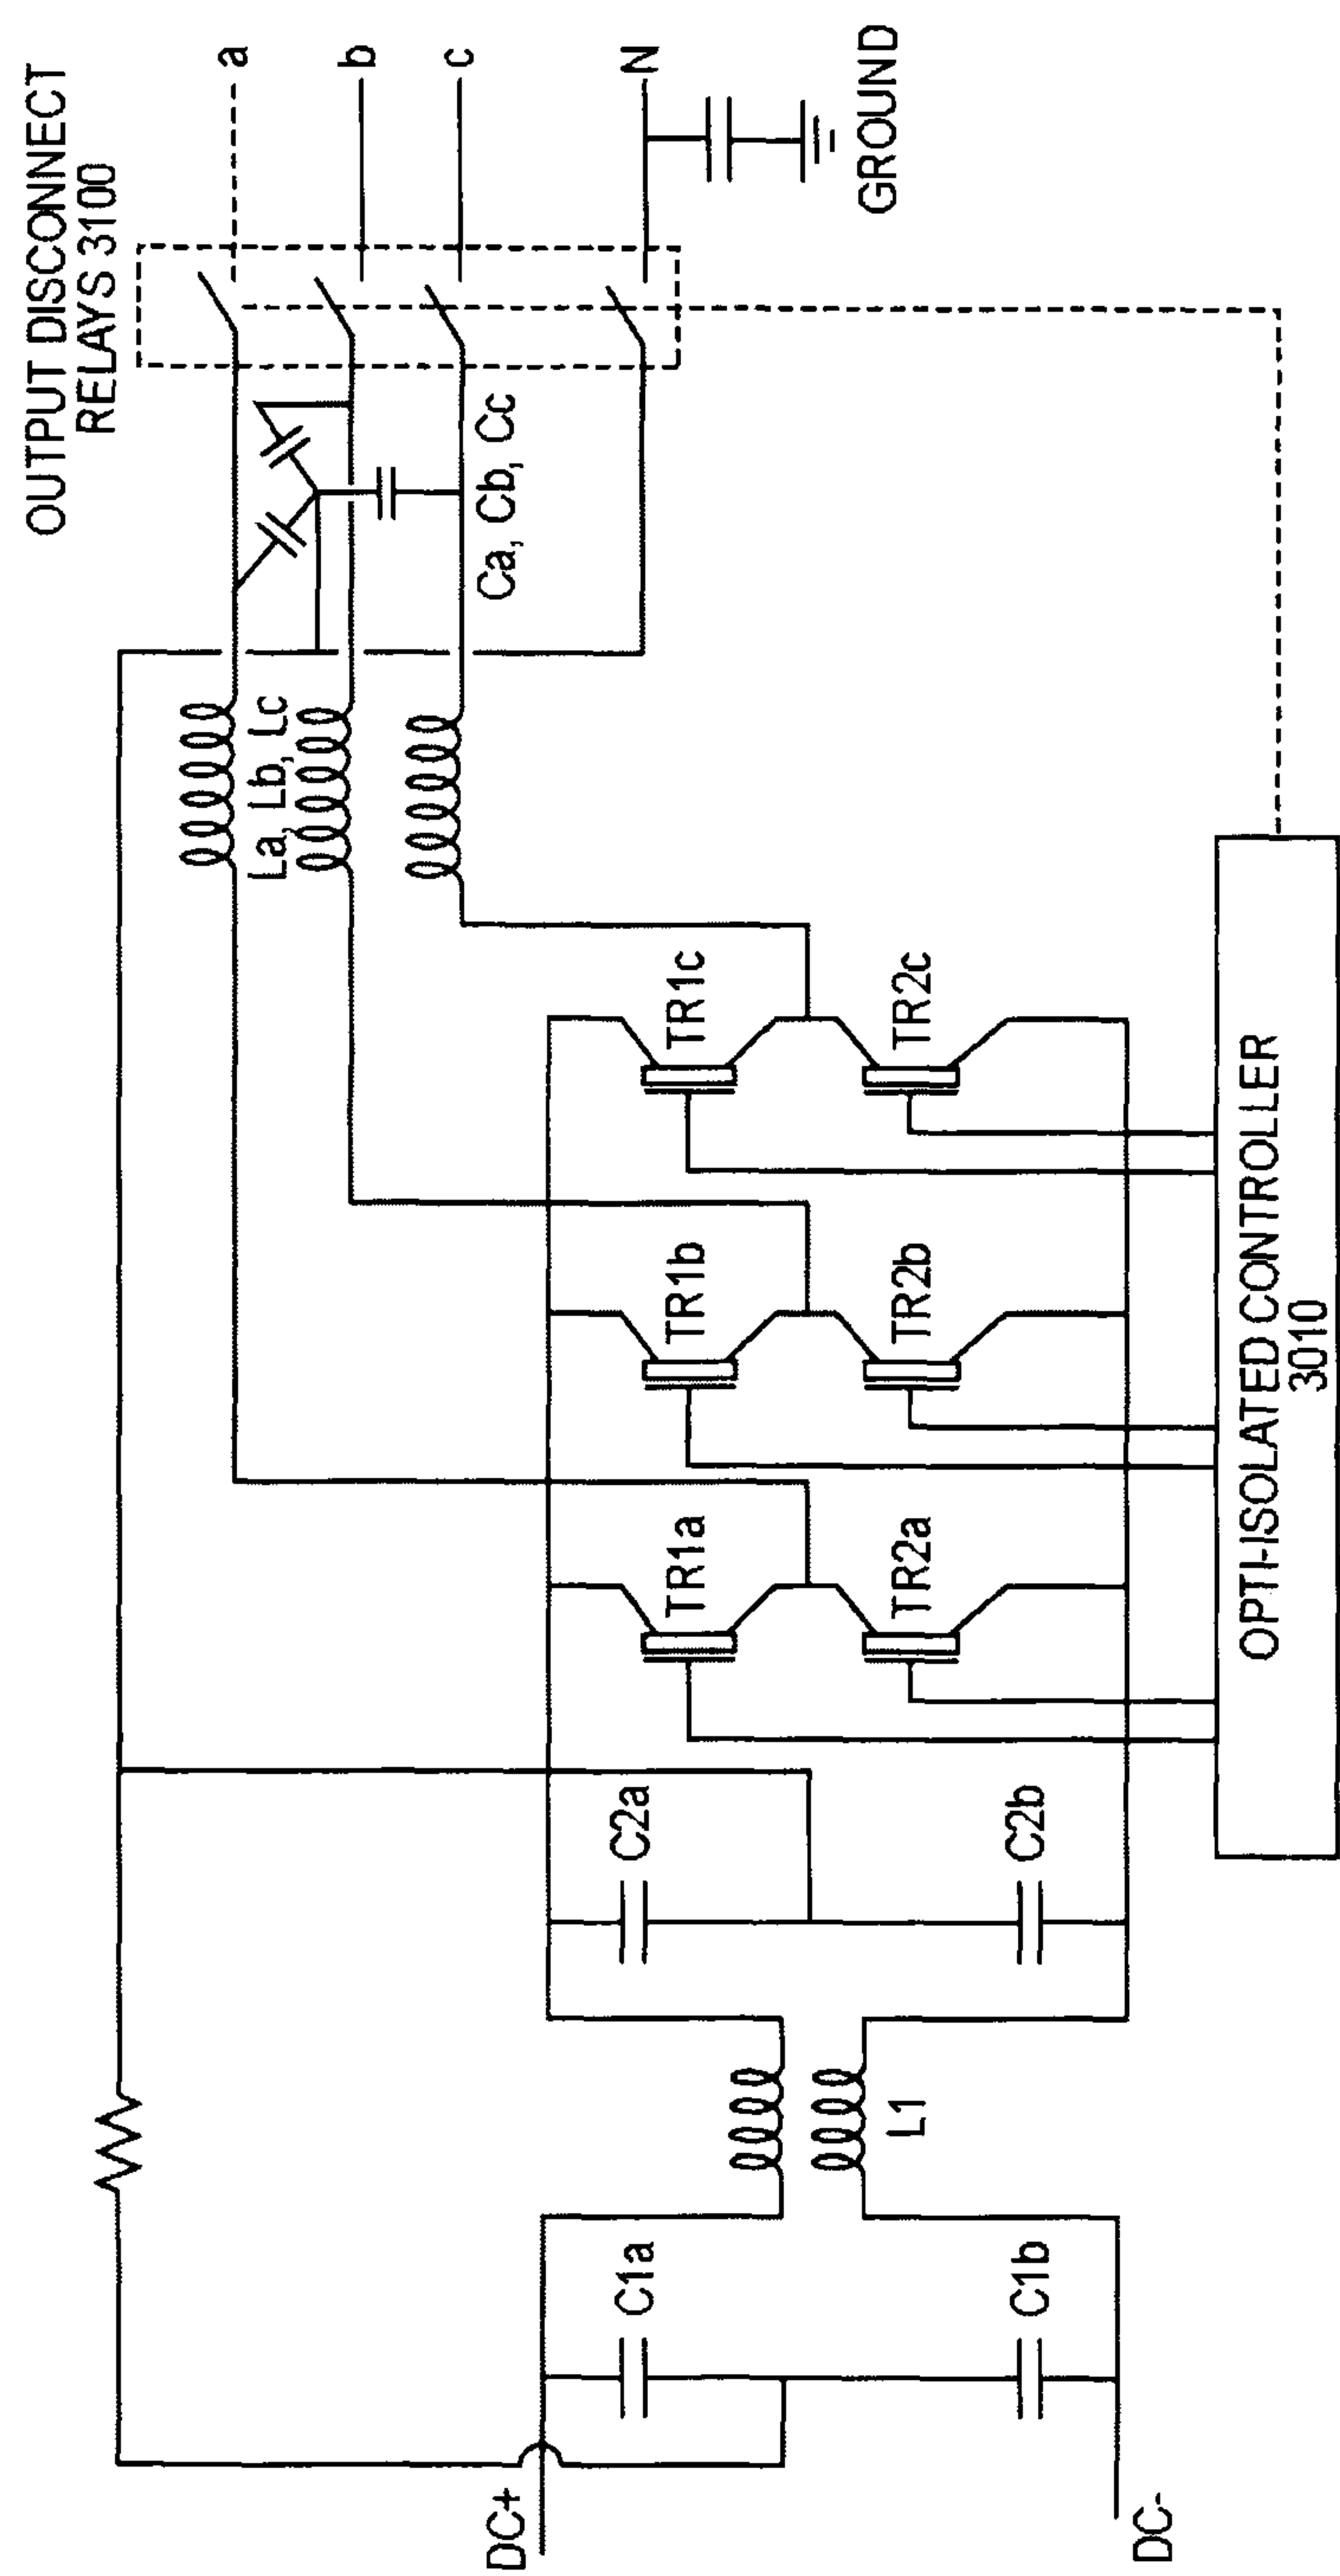 OUTPUT DISCONNECT
RELAYS 3100
a
b
c
N
GROUND
La, Lb, Lc
Ca, Cb, Cc
TR1a
TR1b
TR1c
TR2a
TR2b
TR2c
C2a
C2b
L1
C1a
C1b
DC+
DC-
OPTI-ISOLATED CONTROLLER
3010